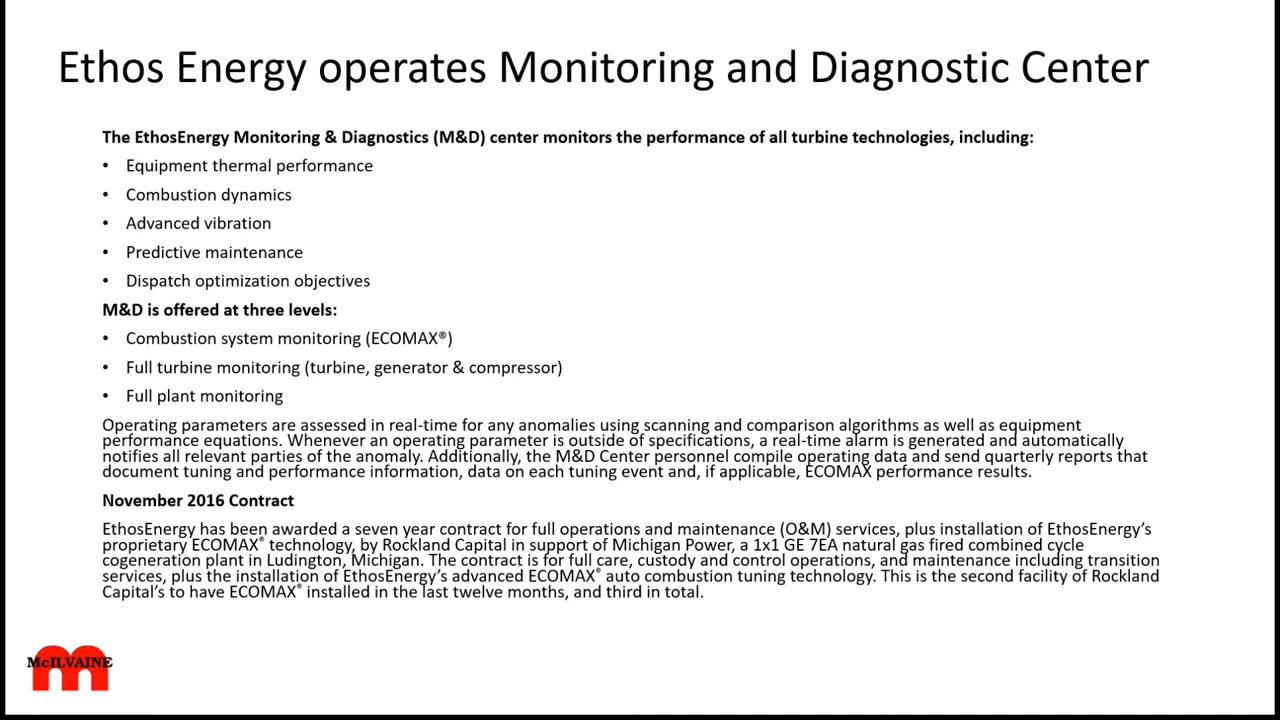 Ethos Energy operates Monitoring and Diagnostic Center
The EthosEnergy Monitoring & Diagnostics (M&D) center monitors the performance of all turbine technologies, including:
• Equipment thermal performance
• Combustion dynamics
• Advanced vibration
• Predictive maintenance
• Dispatch optimization objectives
M&D is offered at three levels:
• Combustion system monitoring (ECOMAX®)
• Full turbine monitoring (turbine, generator & compressor)
• Full plant monitoring
Operating parameters are assessed in real-time for any anomalies using scanning and comparison algorithms as well as equipment
performance equations. Whenever an operating parameter is outside of specifications, a real-time alarm is generated and automatically
notifies all relevant parties of the anomaly. Additionally, the M&D Center personnel compile operating data and send quarterly reports that
document tuning and performance information, data on each tuning event and, if applicable, ECOMAX performance results.
November 2016 Contract
EthosEnergy has been awarded a seven year contract for full operations and maintenance (O&M) services, plus installation of EthosEnergy’s
proprietary ECOMAX® technology, by Rockland Capital in support of Michigan Power, a 1x1 GE 7EA natural gas fired combined cycle
cogeneration plant in Ludington, Michigan. The contract is for full care, custody and control operations, and maintenance including transition
services, plus the installation of EthosEnergy’s advanced ECOMAX® auto combustion tuning technology. This is the second facility of Rockland
Capital’s to have ECOMAX® installed in the last twelve months, and third in total.
McILVAINE